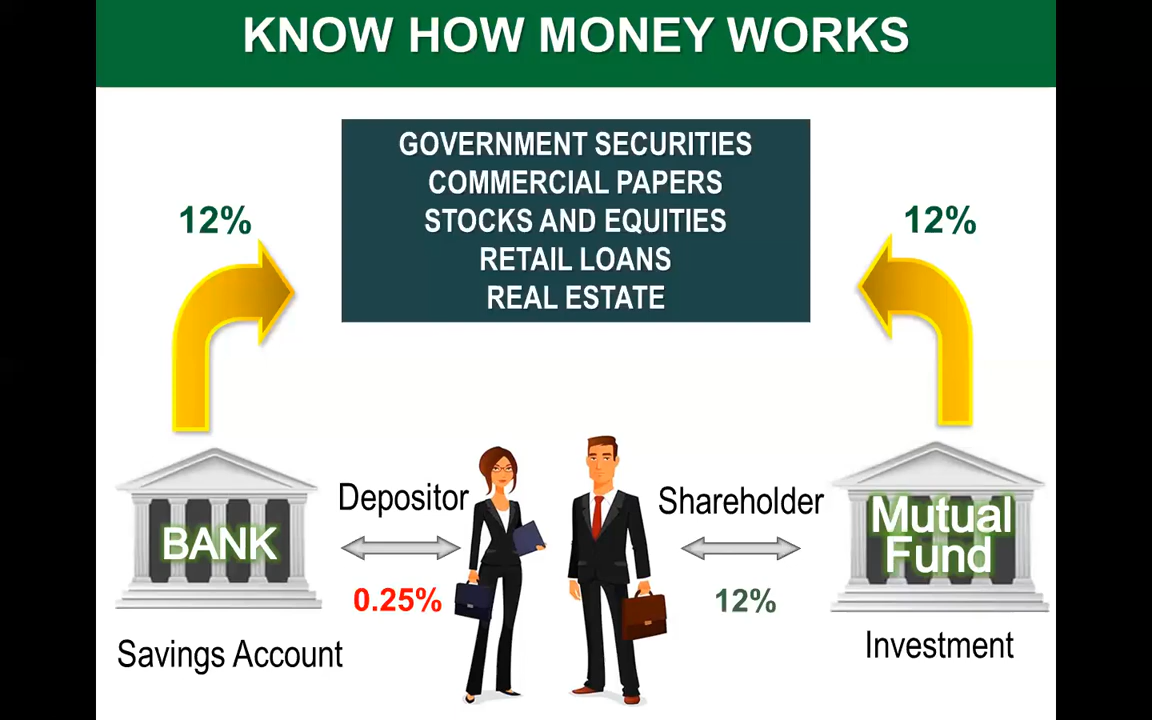 KNOW HOW MONEY WORKS
GOVERNMENT SECURITIES
COMMERCIAL PAPERS
STOCKS AND EQUITIES
RETAIL LOANS
REAL ESTATE
12%
12%
BANK
Depositor
0.25%
Shareholder
12%
Mutual
Fund
Savings Account
Investment